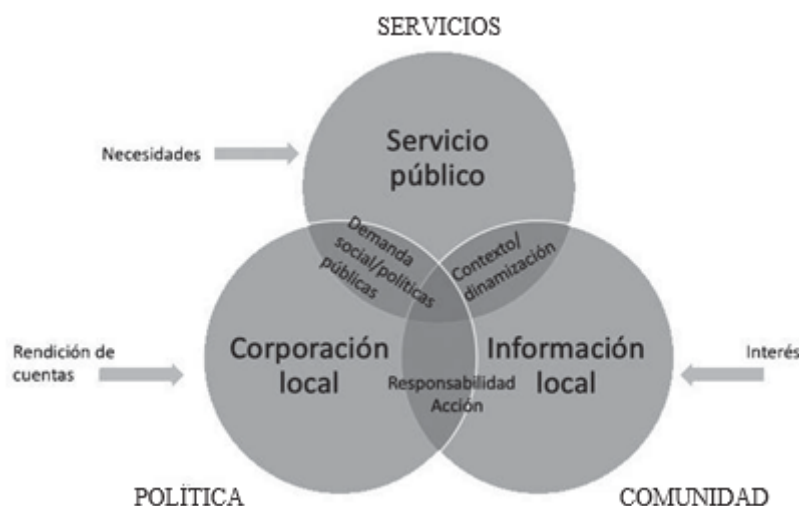 SERVICIOS
Necesidades
Servicio
público
Demanda
social/políticas
públicas
Contexto/
dinamización
Rendición de
cuentas
Corporación
local
Información
local
Interés
Responsabilidad
Acción
POLÍTICA
COMUNIDAD